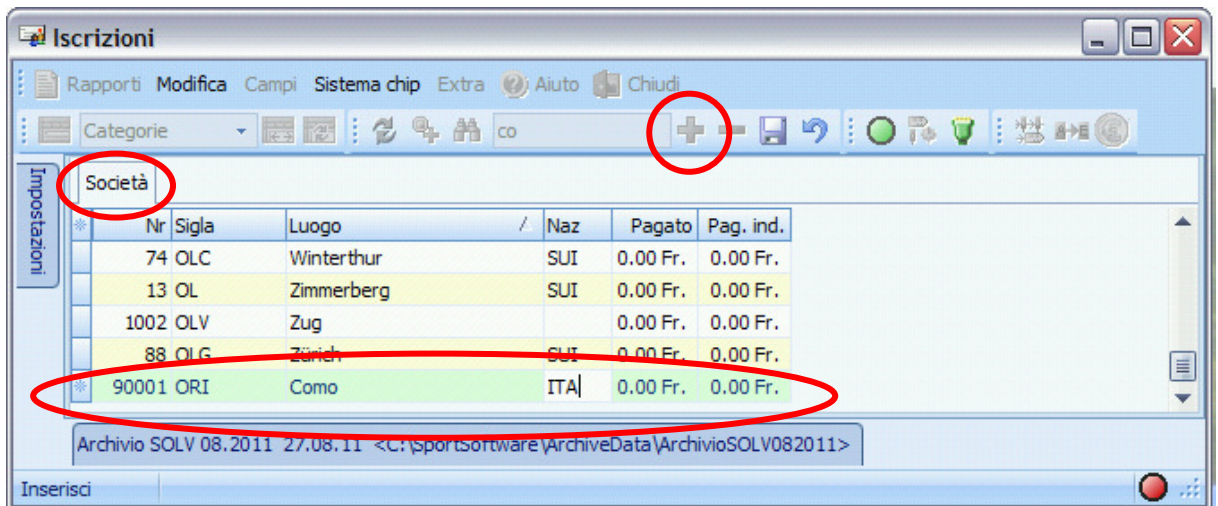 Iscrizioni
Rapporti Modifica Campi Sistema chip Extra Aiuto Chiudi
Categorie co
Impostazioni
Società
Nr Sigla Luogo Naz Pagato Pag. ind.
74 OLC Winterthur SUI 0.00 Fr. 0.00 Fr.
13 OL Zimmerberg SUI 0.00 Fr. 0.00 Fr.
1002 OLV Zug 0.00 Fr. 0.00 Fr.
88 OLG Zürich SUI 0.00 Fr. 0.00 Fr.
90001 ORI Como ITA 0.00 Fr. 0.00 Fr.
Archivio SOLV 08.2011 27.08.11 <C:\SportSoftware\ArchiveData\ArchivioSOLV082011>
Inserisci